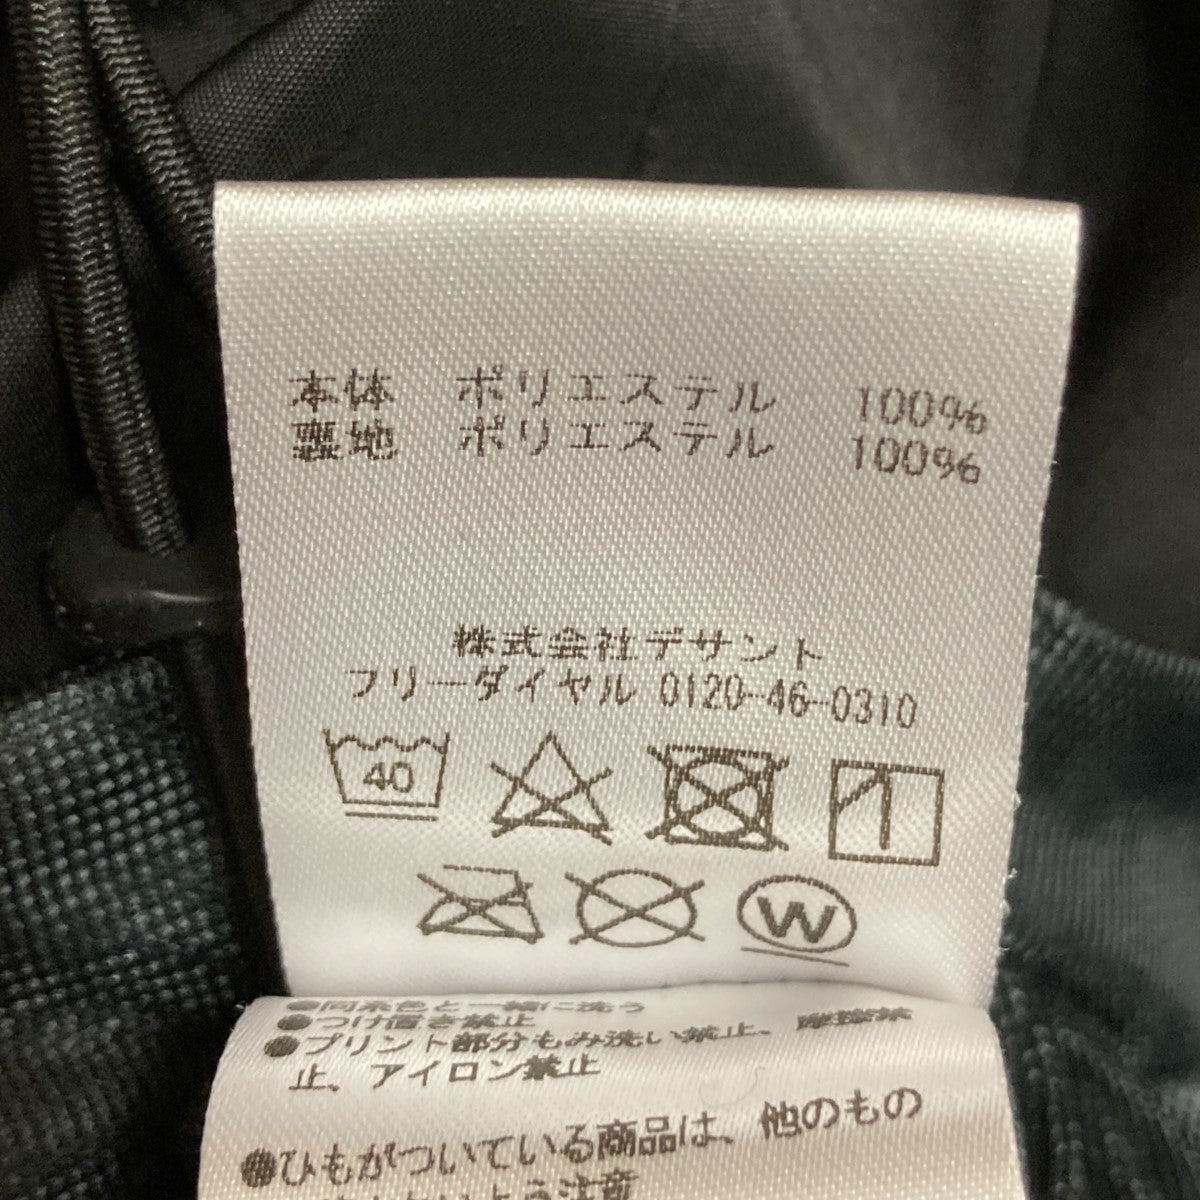 本体 ポリエステル 100%
裏地 ポリエステル 100%
株式会社デサント
フリーダイヤル 0120-46-0310
40
W
●同系色と一緒に洗う
●つけ置き禁止
●プリント部分もみ洗い禁止、摩擦禁
止、アイロン禁止
●ひもがついている商品は、他のもの
よう注意